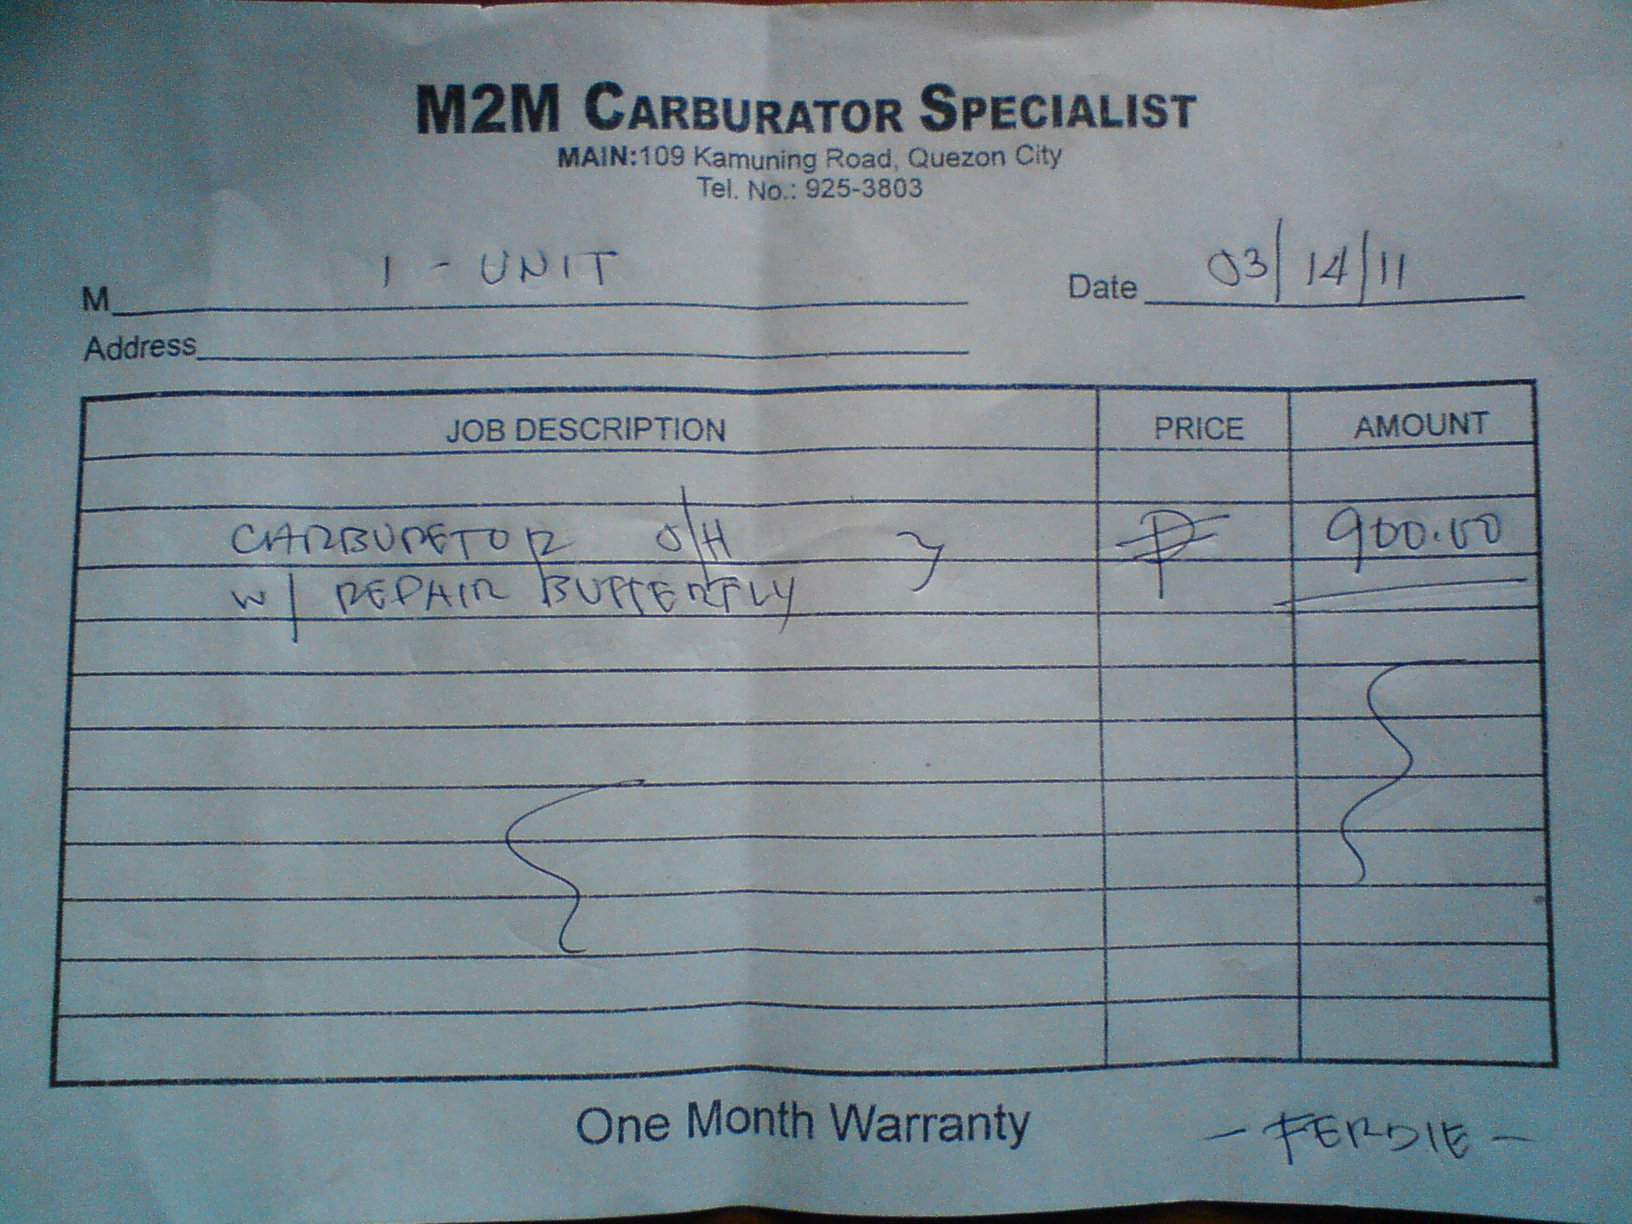 M2M CARBURATOR SPECIALIST
MAIN:109 Kamuning Road, Quezon City
Tel. No.: 925-3803
M 1 - UNIT Date 03/14/11
Address
JOB DESCRIPTION PRICE AMOUNT
CARBURETOR O/H ₱ 900.00
W/ REPAIR BUTTERFLY
One Month Warranty - FERDIE -